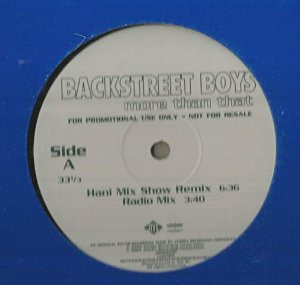 BACKSTREET BOYS
more than that
FOR PROMOTIONAL USE ONLY • NOT FOR RESALE
Side
A
33⅓
Hani Mix Show Remix 6:36
Radio Mix 3:40